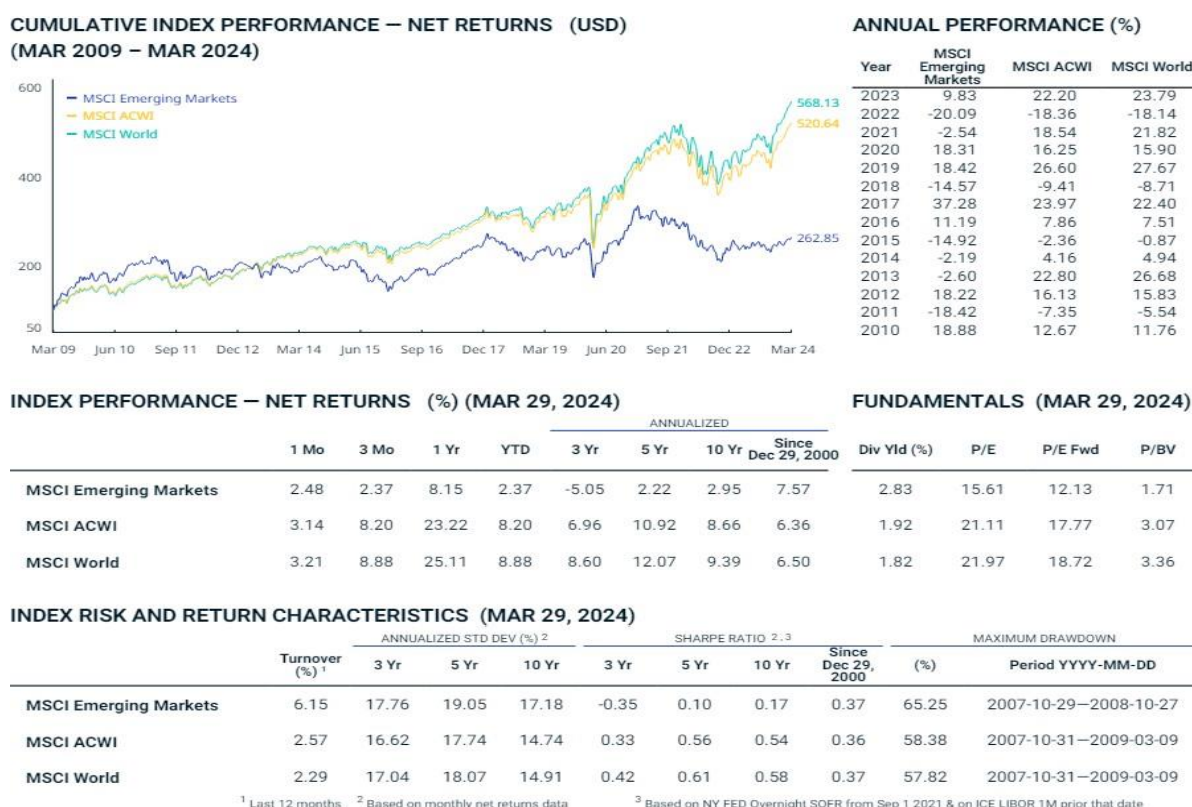 CUMULATIVE INDEX PERFORMANCE — NET RETURNS (USD)
(MAR 2009 – MAR 2024)
600
400
200
50
MSCI Emerging Markets
MSCI ACWI
MSCI World
568.13
520.64
262.85
Mar 09 Jun 10 Sep 11 Dec 12 Mar 14 Jun 15 Sep 16 Dec 17 Mar 19 Jun 20 Sep 21 Dec 22 Mar 24
ANNUAL PERFORMANCE (%)
Year MSCI Emerging Markets MSCI ACWI MSCI World
2023 9.83 22.20 23.79
2022 -20.09 -18.36 -18.14
2021 -2.54 18.54 21.82
2020 18.31 16.25 15.90
2019 18.42 26.60 27.67
2018 -14.57 -9.41 -8.71
2017 37.28 23.97 22.40
2016 11.19 7.86 7.51
2015 -14.92 -2.36 -0.87
2014 -2.19 4.16 4.94
2013 -2.60 22.80 26.68
2012 18.22 16.13 15.83
2011 -18.42 -7.35 -5.54
2010 18.88 12.67 11.76
INDEX PERFORMANCE — NET RETURNS (%) (MAR 29, 2024)
ANNUALIZED
1 Mo 3 Mo 1 Yr YTD 3 Yr 5 Yr 10 Yr Since Dec 29, 2000
MSCI Emerging Markets 2.48 2.37 8.15 2.37 -5.05 2.22 2.95 7.57
MSCI ACWI 3.14 8.20 23.22 8.20 6.96 10.92 8.66 6.36
MSCI World 3.21 8.88 25.11 8.88 8.60 12.07 9.39 6.50
FUNDAMENTALS (MAR 29, 2024)
Div Yld (%) P/E P/E Fwd P/BV
2.83 15.61 12.13 1.71
1.92 21.11 17.77 3.07
1.82 21.97 18.72 3.36
INDEX RISK AND RETURN CHARACTERISTICS (MAR 29, 2024)
ANNUALIZED STD DEV (%) 2 SHARPE RATIO 2,3 MAXIMUM DRAWDOWN
Turnover (%) 1 3 Yr 5 Yr 10 Yr 3 Yr 5 Yr 10 Yr Since Dec 29, 2000 (%) Period YYYY-MM-DD
MSCI Emerging Markets 6.15 17.76 19.05 17.18 -0.35 0.10 0.17 0.37 65.25 2007-10-29—2008-10-27
MSCI ACWI 2.57 16.62 17.74 14.74 0.33 0.56 0.54 0.36 58.38 2007-10-31—2009-03-09
MSCI World 2.29 17.04 18.07 14.91 0.42 0.61 0.58 0.37 57.82 2007-10-31—2009-03-09
1 Last 12 months 2 Based on monthly net returns data 3 Based on NY FED Overnight SOFR from Sep 1 2021 & on ICE LIBOR 1M prior that date